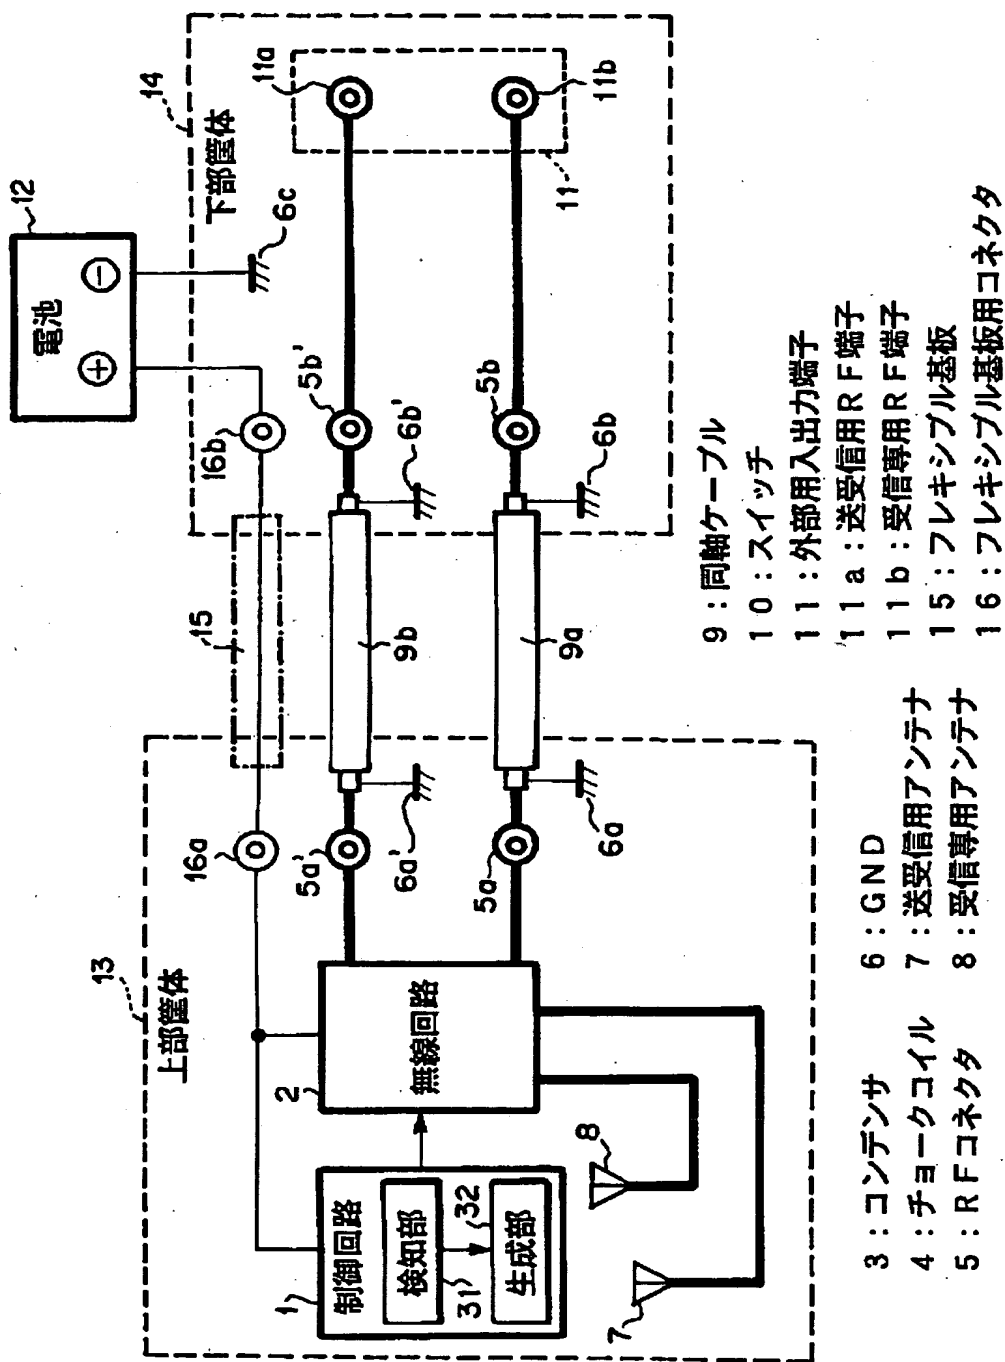 13
上部筐体
1
制御回路
検知部
31
32
生成部
2
無線回路
7
8
16a
5a'
6a'
5a
6a
15
9b
9a
12
電池
+
−
14
下部筐体
6c
16b
5b'
6b'
5b
6b
11a
11b
11
3:コンデンサ
4:チョークコイル
5:RFコネクタ
6:GND
7:送受信用アンテナ
8:受信専用アンテナ
9:同軸ケーブル
10:スイッチ
11:外部用入出力端子
11a:送受信用RF端子
11b:受信専用RF端子
15:フレキシブル基板
16:フレキシブル基板用コネクタ